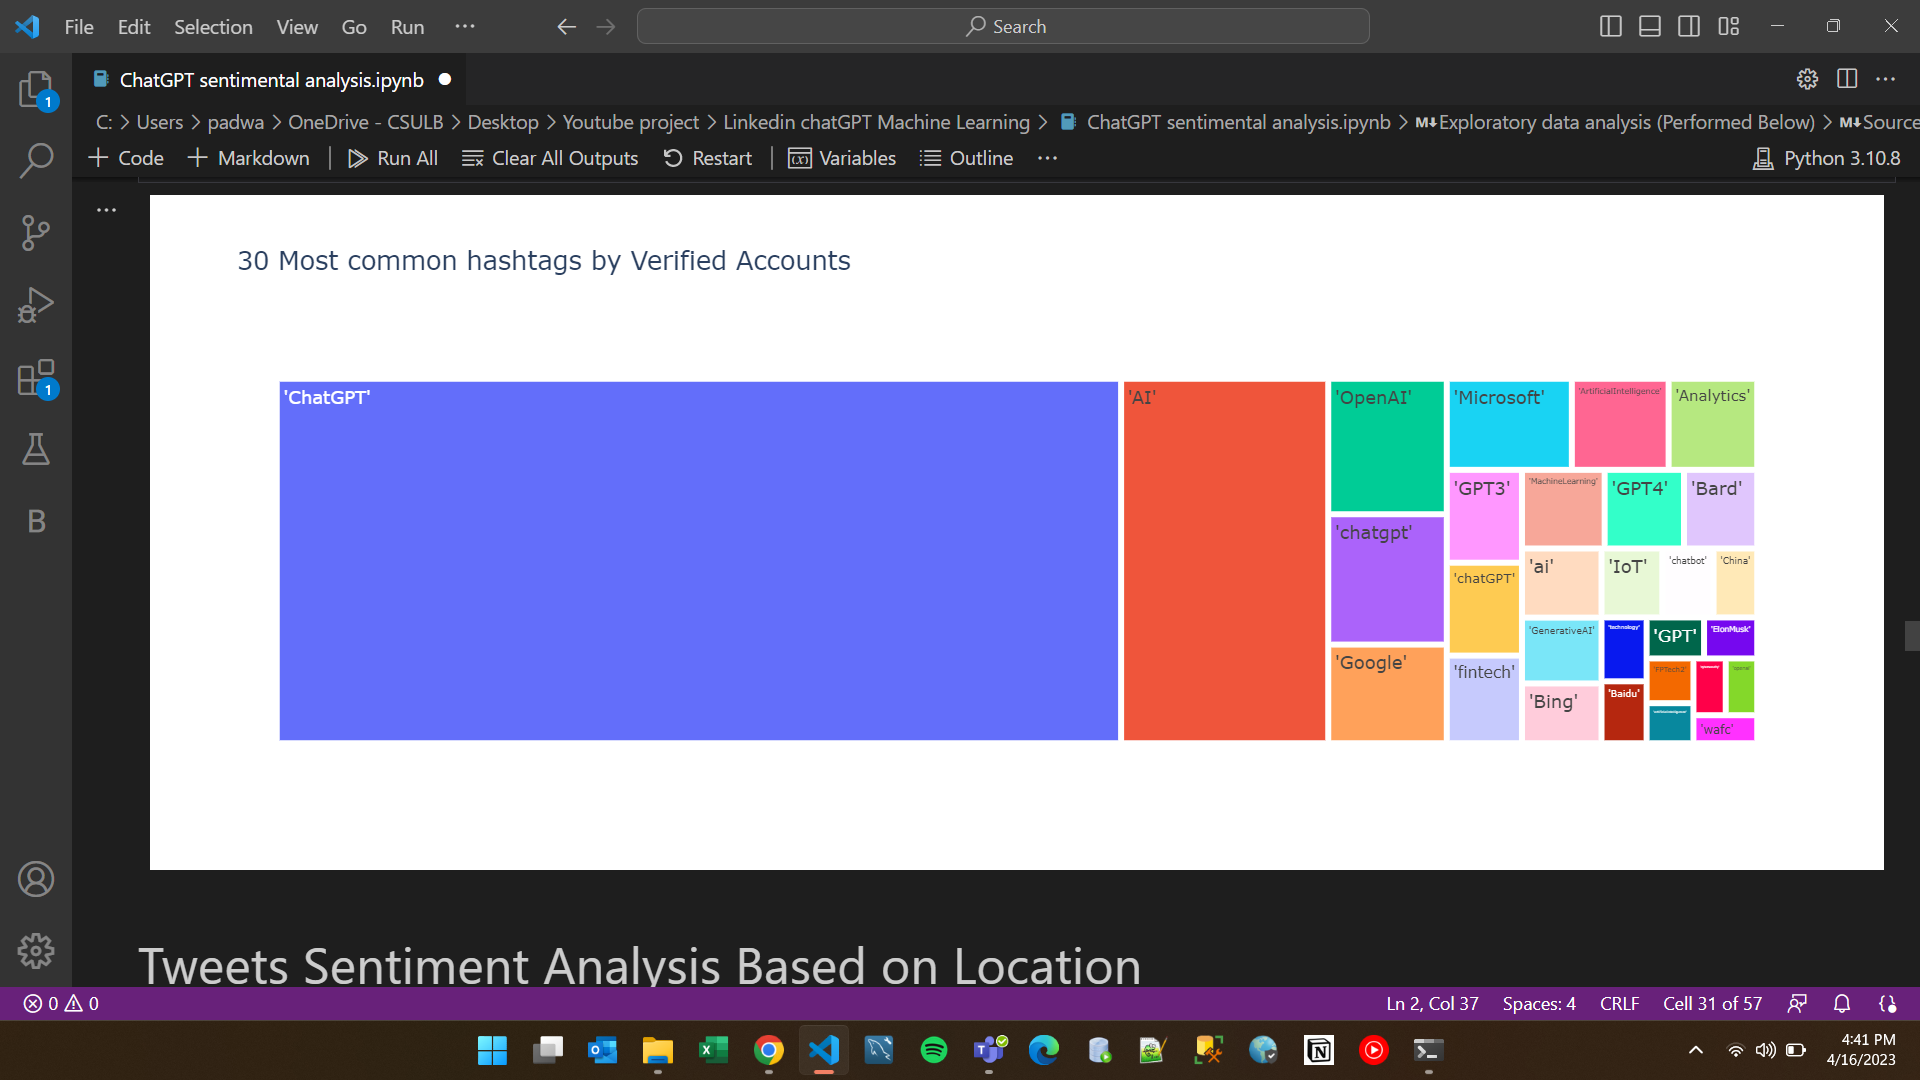 File Edit Selection View Go Run ··· Search
ChatGPT sentimental analysis.ipynb
C: > Users > padwa > OneDrive - CSULB > Desktop > Youtube project > Linkedin chatGPT Machine Learning > ChatGPT sentimental analysis.ipynb > M↓Exploratory data analysis (Performed Below) > M↓Source
+ Code + Markdown | Run All Clear All Outputs Restart | Variables Outline ··· Python 3.10.8
1
1
B
30 Most common hashtags by Verified Accounts
'ChatGPT'
'AI'
'OpenAI'
'chatgpt'
'Google'
'Microsoft'
'ArtificialIntelligence'
'Analytics'
'GPT3'
'MachineLearning'
'GPT4'
'Bard'
'chatGPT'
'ai'
'IoT'
'chatbot'
'China'
'fintech'
'GenerativeAI'
'technology'
'GPT'
'ElonMusk'
'Bing'
'Baidu'
'FPTech2'
'wafc'
Tweets Sentiment Analysis Based on Location
0 0 Ln 2, Col 37 Spaces: 4 CRLF Cell 31 of 57
4:41 PM
4/16/2023